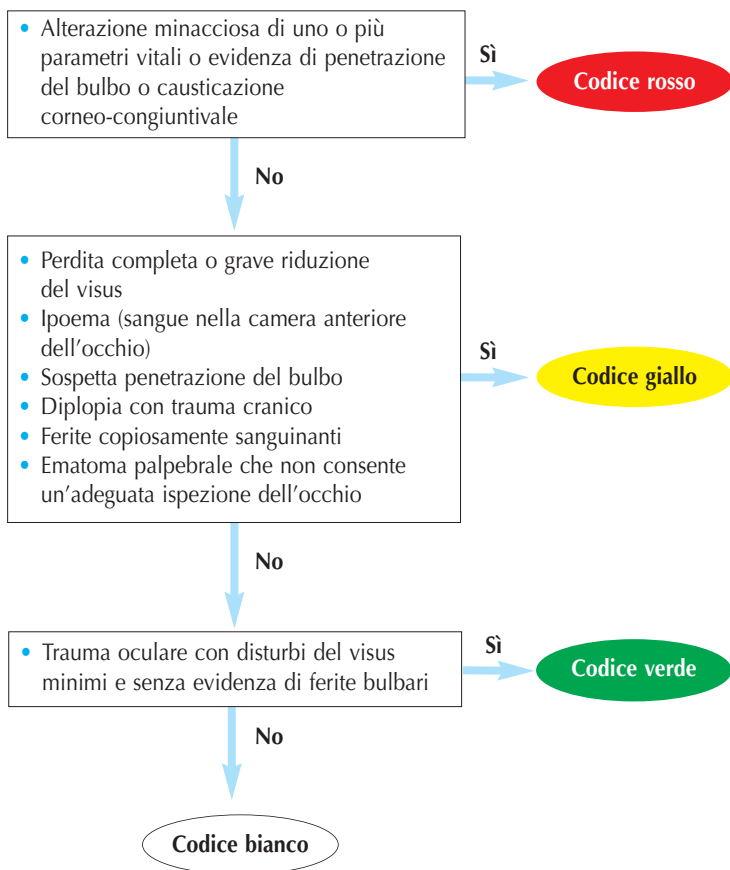 • Alterazione minacciosa di uno o più
parametri vitali o evidenza di penetrazione
del bulbo o causticazione
corneo-congiuntivale
Sì
Codice rosso
No
• Perdita completa o grave riduzione
del visus
• Ipoema (sangue nella camera anteriore
dell'occhio)
• Sospetta penetrazione del bulbo
• Diplopia con trauma cranico
• Ferite copiosamente sanguinanti
• Ematoma palpebrale che non consente
un'adeguata ispezione dell'occhio
Sì
Codice giallo
No
• Trauma oculare con disturbi del visus
minimi e senza evidenza di ferite bulbari
Sì
Codice verde
No
Codice bianco